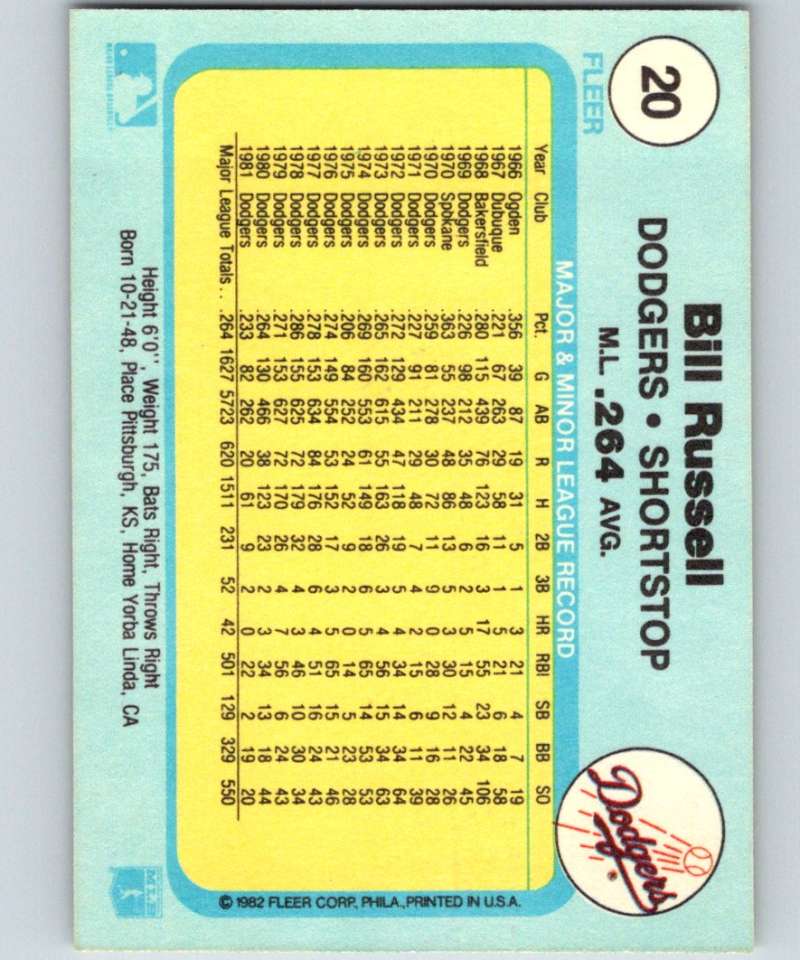 20
FLEER
Bill Russell
DODGERS • SHORTSTOP
M.L .264 AVG.
Dodgers
MAJOR & MINOR LEAGUE RECORD
Year Club Pct. G AB R H 2B 3B HR RBI SB BB SO
1966 Ogden .356 39 87 19 31 5 1 3 21 4 7 19
1967 Dubuque .221 67 263 29 58 11 1 5 21 6 18 58
1968 Bakersfield .280 115 439 76 123 16 3 17 55 23 34 106
1969 Dodgers .226 98 212 35 48 6 2 5 15 4 22 45
1970 Spokane .363 55 237 48 86 13 5 3 30 12 11 26
1970 Dodgers .259 81 278 30 72 11 9 0 28 9 16 28
1971 Dodgers .227 91 211 29 48 7 4 2 15 6 11 39
1972 Dodgers .272 129 434 47 118 19 5 4 34 14 34 64
1973 Dodgers .265 162 615 55 163 26 3 4 56 15 34 63
1974 Dodgers .269 160 553 61 149 18 6 5 65 14 53 53
1975 Dodgers .206 84 252 24 52 9 2 0 14 5 23 28
1976 Dodgers .274 149 554 53 152 17 3 5 65 15 21 46
1977 Dodgers .278 153 634 84 176 28 6 4 51 16 24 43
1978 Dodgers .286 155 625 72 179 32 4 3 46 10 30 34
1979 Dodgers .271 153 627 72 170 26 4 7 56 6 24 43
1980 Dodgers .264 130 466 38 123 23 2 3 34 13 18 44
1981 Dodgers .233 82 262 20 61 9 2 0 22 2 19 20
Major League Totals.. .264 1627 5723 620 1511 231 52 42 501 129 329 550
© 1982 FLEER CORP., PHILA., PRINTED IN U.S.A.
Height 6'0", Weight 175, Bats Right, Throws Right
Born 10-21-48, Place Pittsburgh, KS, Home Yorba Linda, CA